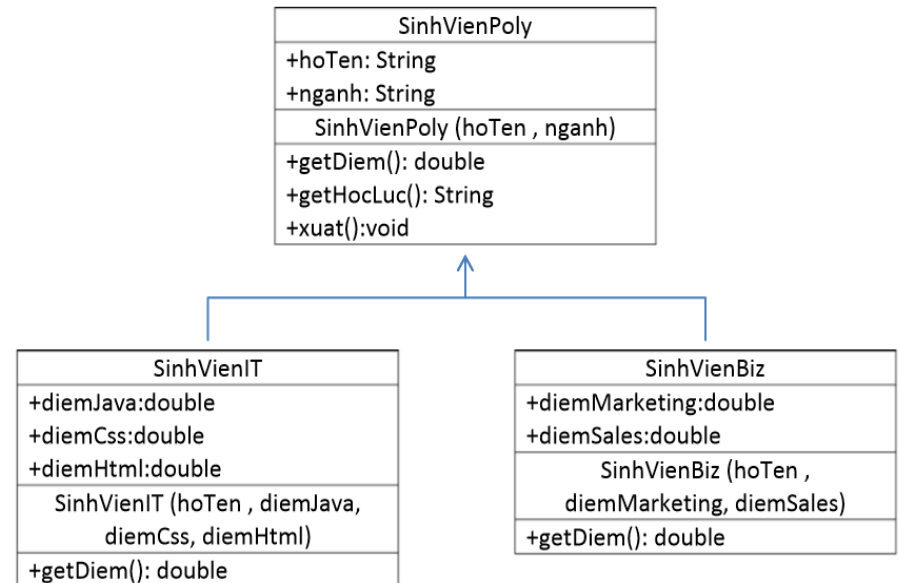 SinhVienPoly
+hoTen: String
+nganh: String
SinhVienPoly (hoTen , nganh)
+getDiem(): double
+getHocLuc(): String
+xuat():void
SinhVienIT
+diemJava:double
+diemCss:double
+diemHtml:double
SinhVienIT (hoTen , diemJava,
diemCss, diemHtml)
+getDiem(): double
SinhVienBiz
+diemMarketing:double
+diemSales:double
SinhVienBiz (hoTen ,
diemMarketing, diemSales)
+getDiem(): double